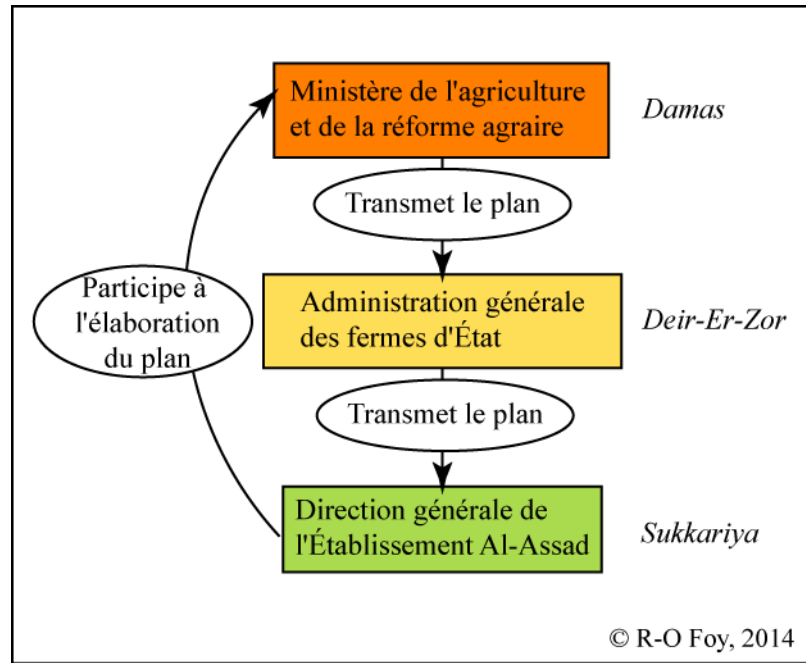 Ministère de l'agriculture
et de la réforme agraire
Damas
Transmet le plan
Participe à
l'élaboration
du plan
Administration générale
des fermes d'État
Deir-Er-Zor
Transmet le plan
Direction générale de
l'Établissement Al-Assad
Sukkariya
© R-O Foy, 2014